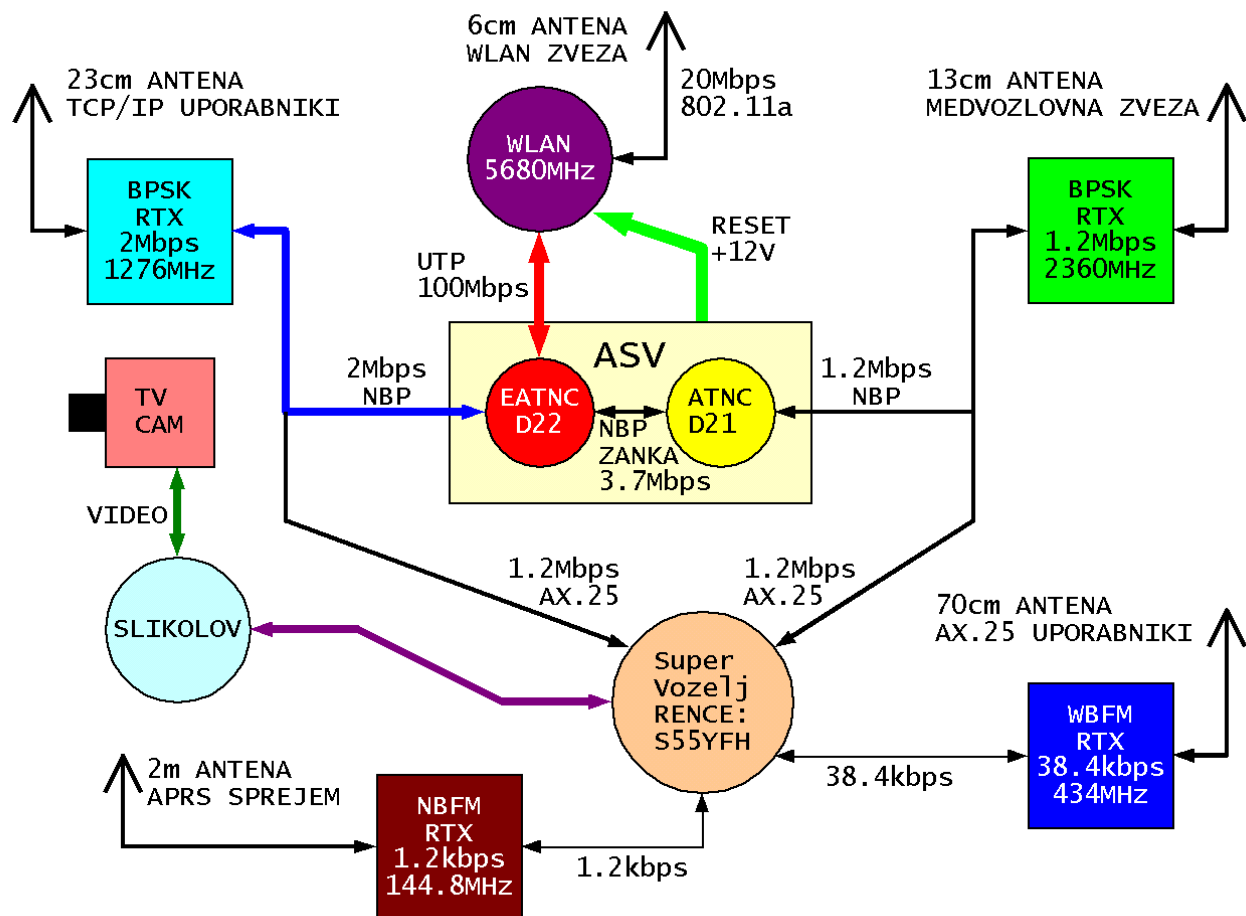 6cm ANTENA
WLAN ZVEZA
20Mbps
802.11a
23cm ANTENA
TCP/IP UPORABNIKI
13cm ANTENA
MEDVOZLOVNA ZVEZA
WLAN
5680MHz
BPSK
RTX
2Mbps
1276MHz
BPSK
RTX
1.2Mbps
2360MHz
RESET
+12V
UTP
100Mbps
ASV
2Mbps
NBP
EATNC
D22
NBP
ZANKA
3.7Mbps
ATNC
D21
1.2Mbps
NBP
TV
CAM
VIDEO
SLIKOLOV
1.2Mbps
AX.25
1.2Mbps
AX.25
Super
Vozelj
RENCE:
S55YFH
70cm ANTENA
AX.25 UPORABNIKI
WBFM
RTX
38.4kbps
434MHz
38.4kbps
2m ANTENA
APRS SPREJEM
NBFM
RTX
1.2kbps
144.8MHz
1.2kbps